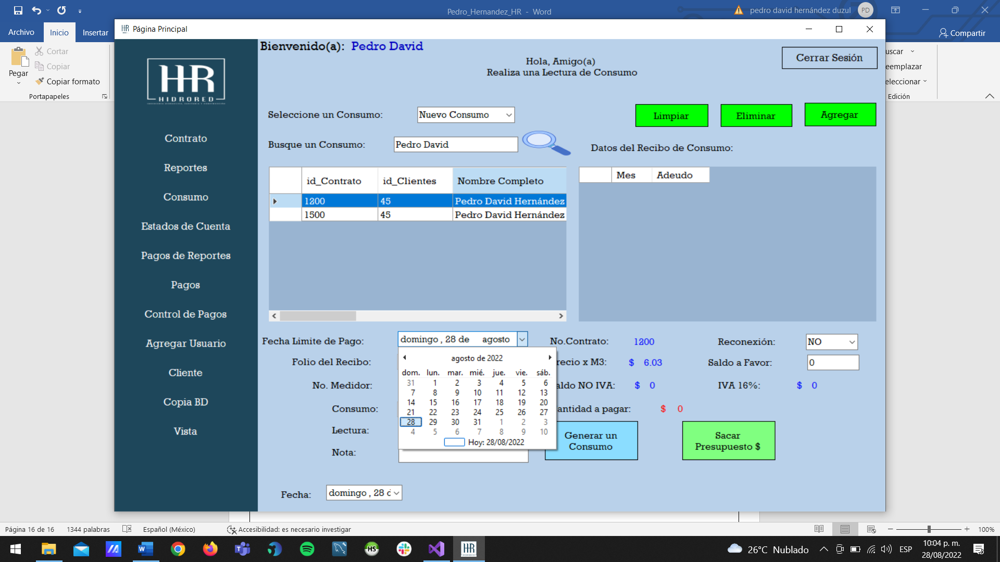 Pedro_Hernandez_HR - Word
pedro david hernández duzul
PD
Archivo
Inicio
Insertar
Compartir
Página Principal
Pegar
Cortar
Copiar
Copiar formato
Portapapeles
uscar
eemplazar
eleccionar
Edición
HR
HIDRORED
Contrato
Reportes
Consumo
Estados de Cuenta
Pagos de Reportes
Pagos
Control de Pagos
Agregar Usuario
Cliente
Copia BD
Vista
Bienvenido(a): Pedro David
Hola, Amigo(a)
Realiza una Lectura de Consumo
Cerrar Sesión
Seleccione un Consumo: Nuevo Consumo
Limpiar
Eliminar
Agregar
Busque un Consumo: Pedro David
Datos del Recibo de Consumo:
id_Contrato id_Clientes Nombre Completo
1200 45 Pedro David Hernández
1500 45 Pedro David Hernández
Mes Adeudo
Fecha Limite de Pago: domingo , 28 de agosto
No.Contrato: 1200
Reconexión: NO
Folio del Recibo:
recio x M3: $ 6.03
Saldo a Favor: 0
No. Medidor:
aldo NO IVA: $ 0
IVA 16%: $ 0
Consumo:
antidad a pagar: $ 0
Lectura:
Nota:
agosto de 2022
dom. lun. mar. mié. jue. vie. sáb.
31 1 2 3 4 5 6
7 8 9 10 11 12 13
14 15 16 17 18 19 20
21 22 23 24 25 26 27
28 29 30 31 1 2 3
4 5 6 7 8 9 10
Hoy: 28/08/2022
Generar un
Consumo
Sacar
Presupuesto $
Fecha: domingo , 28 d
Página 16 de 16 1344 palabras Español (México) Accesibilidad: es necesario investigar
100%
26°C Nublado
ESP
10:04 p. m.
28/08/2022